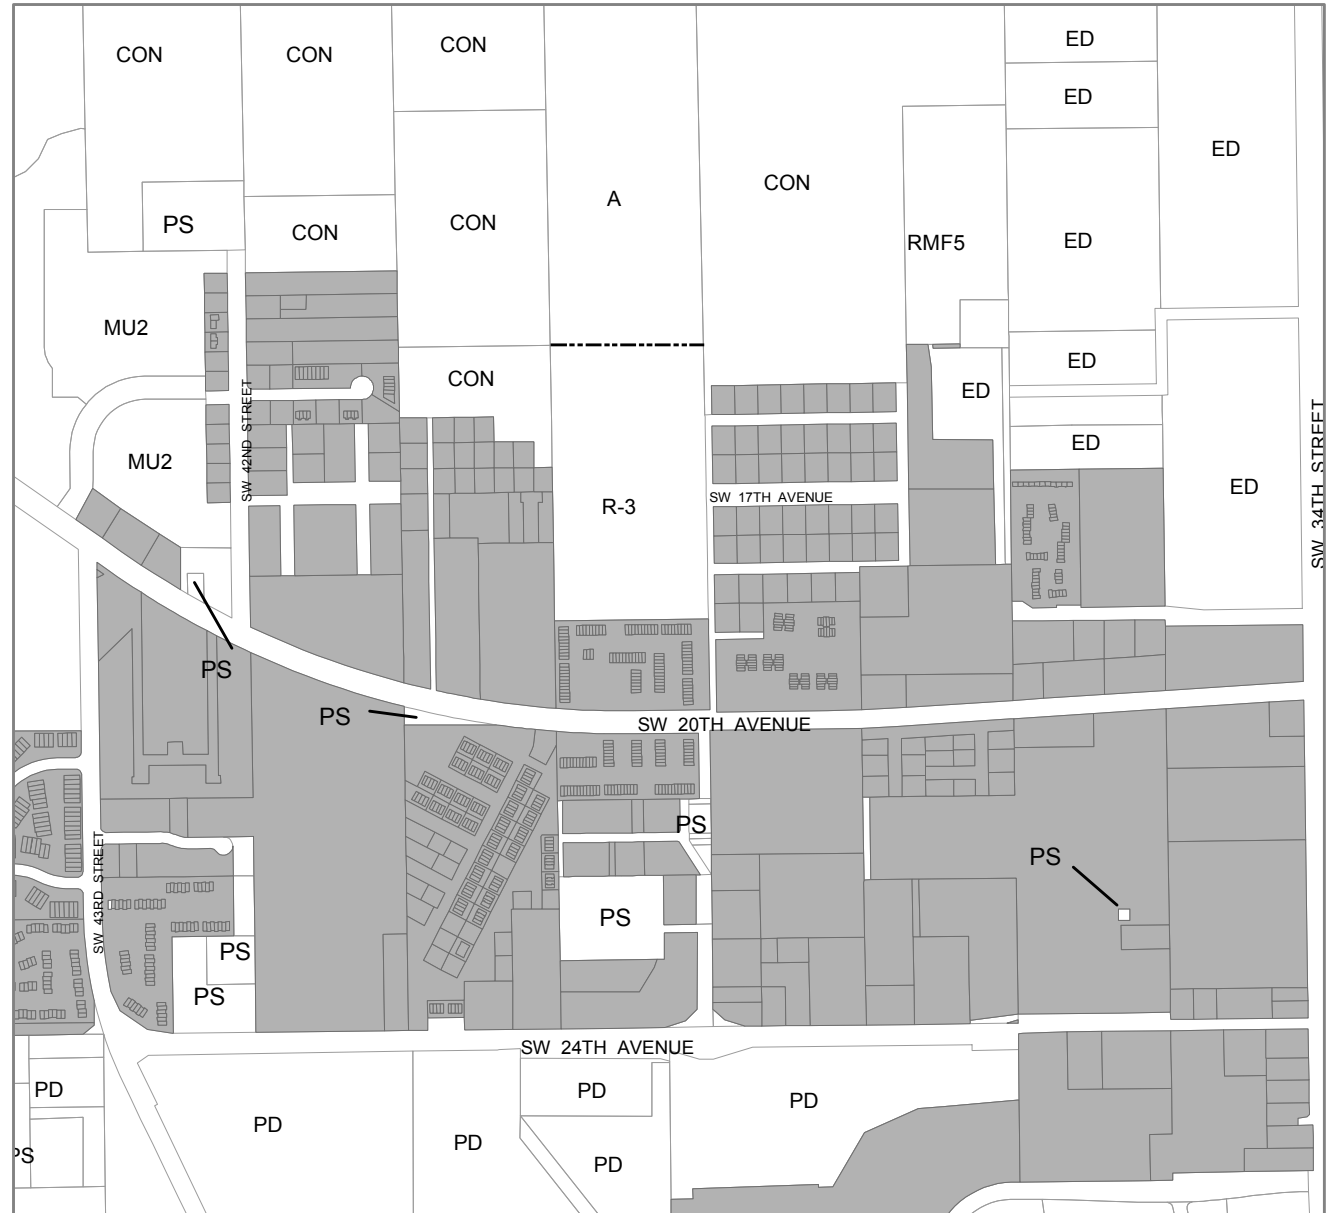 CON
CON
CON
ED
ED
ED
A
CON
PS
CON
CON
RMF5
ED
MU2
ED
CON
ED
SW 42ND STREET
SW 34TH STREET
ED
MU2
ED
SW 17TH AVENUE
R-3
PS
PS
SW 20TH AVENUE
PS
PS
SW 43RD STREET
PS
PS
PS
SW 24TH AVENUE
PD
PD
PD
PD
PD
PS
PD
ED